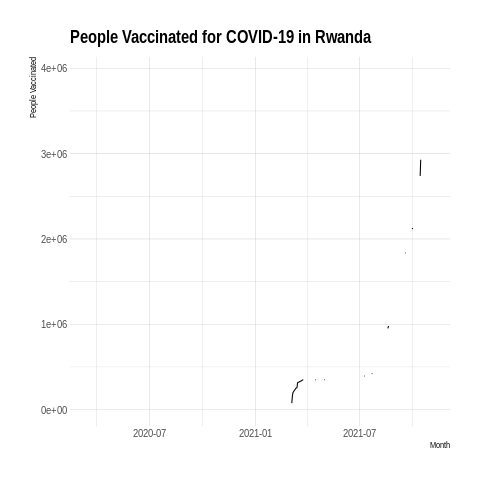 People Vaccinated for COVID-19 in Rwanda
People Vaccinated
4e+06
3e+06
2e+06
1e+06
0e+00
2020-07 2021-01 2021-07
Month